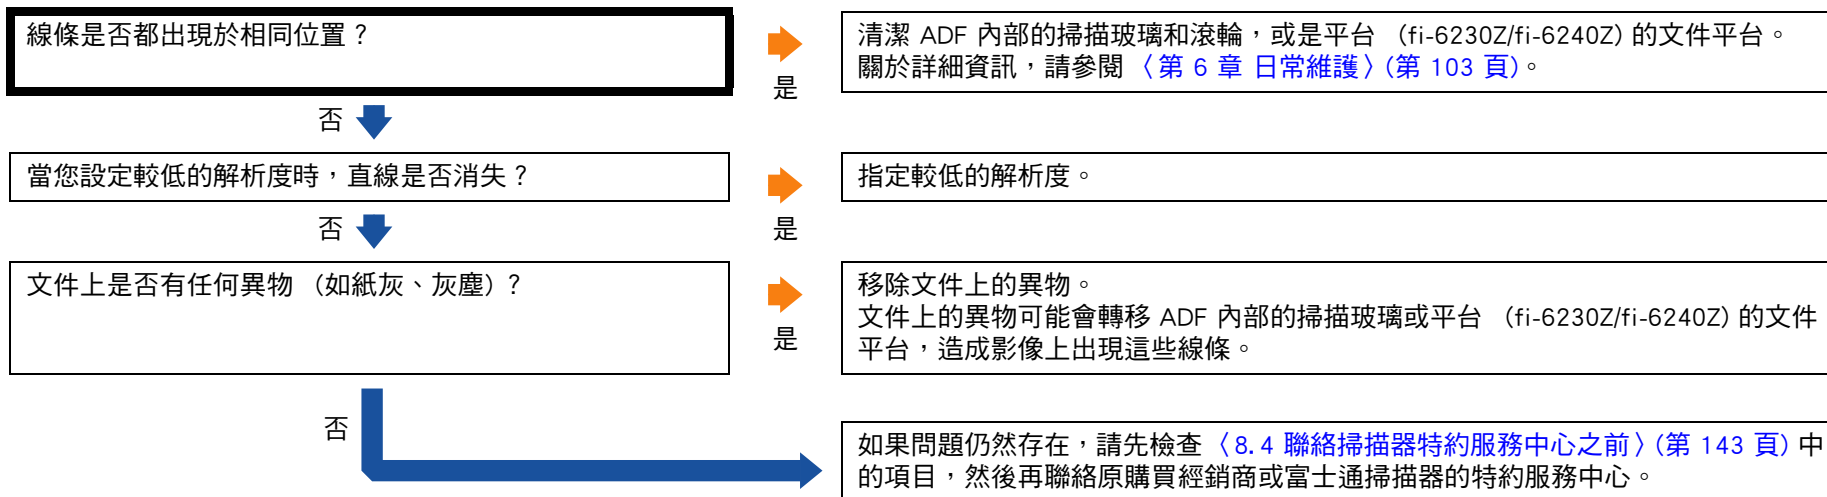 線條是否都出現於相同位置？
是
清潔 ADF 內部的掃描玻璃和滾輪，或是平台 (fi-6230Z/fi-6240Z) 的文件平台。
關於詳細資訊，請參閱〈第 6 章 日常維護〉(第 103 頁)。
否
當您設定較低的解析度時，直線是否消失？
是
指定較低的解析度。
否
文件上是否有任何異物 (如紙灰、灰塵)？
是
移除文件上的異物。
文件上的異物可能會轉移 ADF 內部的掃描玻璃或平台 (fi-6230Z/fi-6240Z) 的文件
平台，造成影像上出現這些線條。
否
如果問題仍然存在，請先檢查〈8.4 聯絡掃描器特約服務中心之前〉(第 143 頁) 中
的項目，然後再聯絡原購買經銷商或富士通掃描器的特約服務中心。